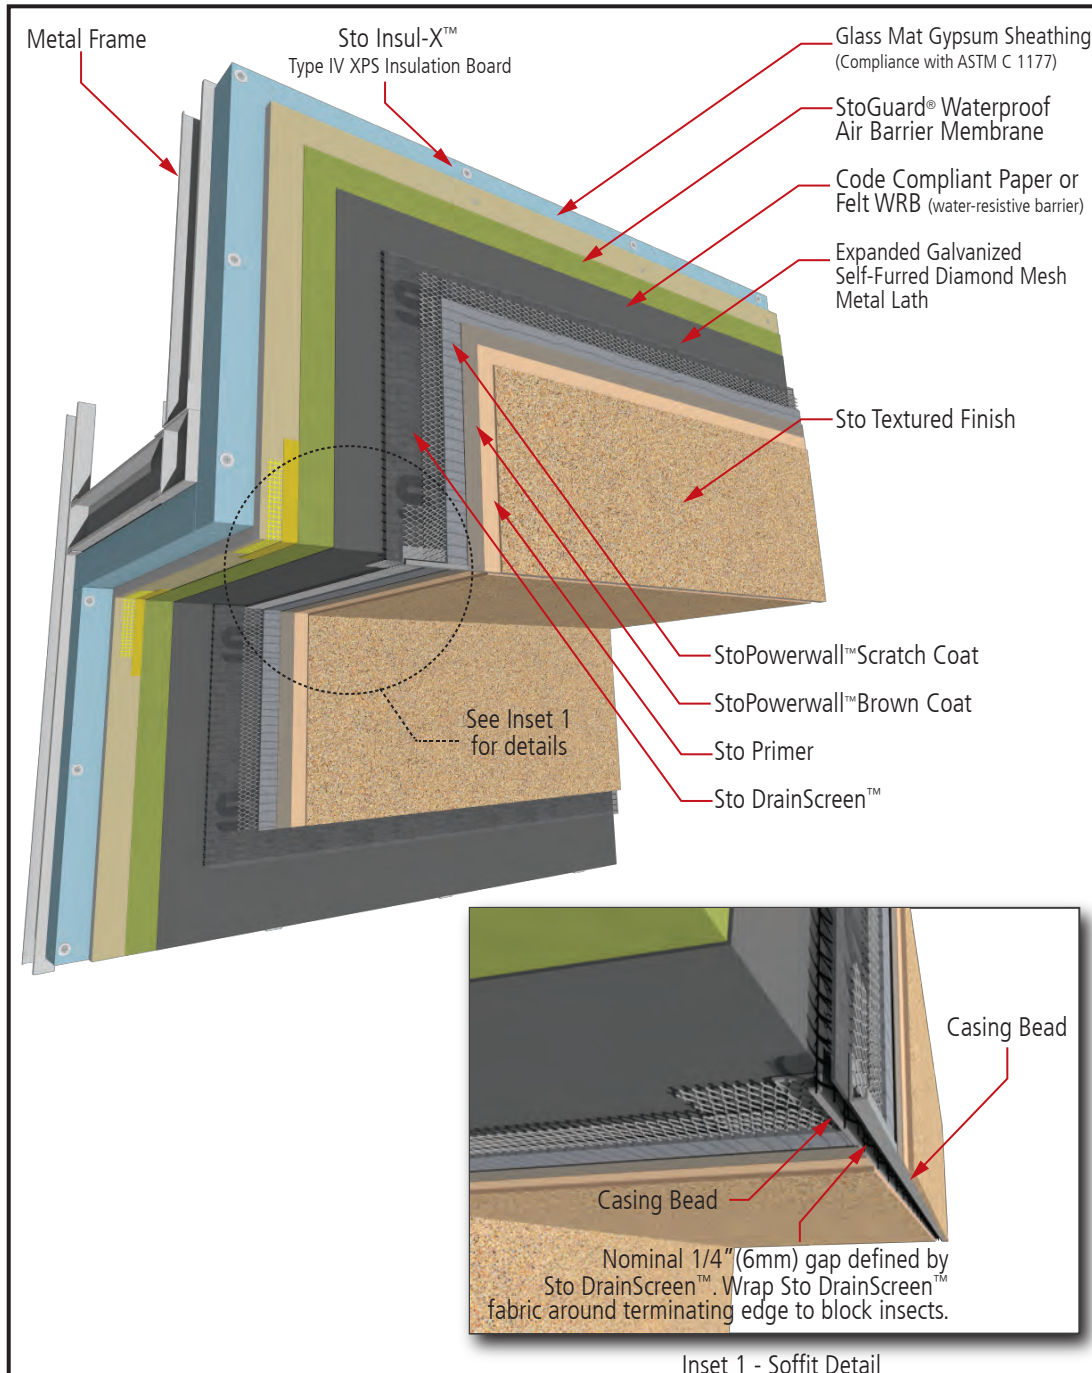 Metal Frame
Sto Insul-X™
Type IV XPS Insulation Board
Glass Mat Gypsum Sheathing
(Compliance with ASTM C 1177)
StoGuard® Waterproof
Air Barrier Membrane
Code Compliant Paper or
Felt WRB (water-resistive barrier)
Expanded Galvanized
Self-Furred Diamond Mesh
Metal Lath
Sto Textured Finish
StoPowerwall™Scratch Coat
StoPowerwall™Brown Coat
Sto Primer
Sto DrainScreen™
See Inset 1
for details
Casing Bead
Casing Bead
Nominal 1/4”(6mm) gap defined by
Sto DrainScreen™. Wrap Sto DrainScreen™
fabric around terminating edge to block insects.
Inset 1 - Soffit Detail